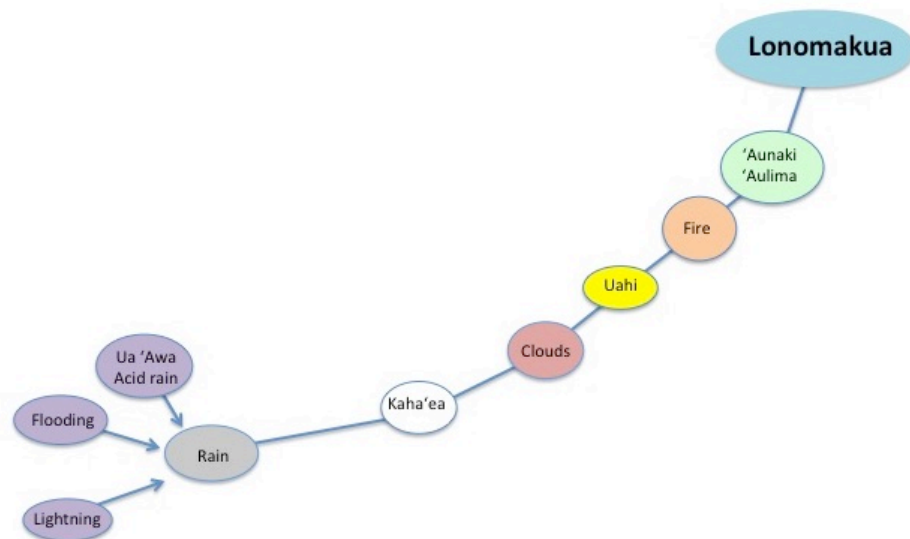 Lonomakua
‘Aunaki
‘Aulima
Fire
Uahi
Clouds
Kaha‘ea
Rain
Ua ‘Awa
Acid rain
Flooding
Lightning